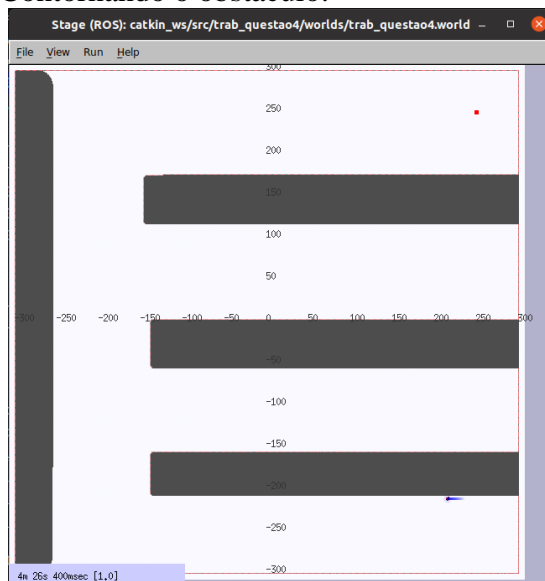 Contornando o obstáculo:
Stage (ROS): catkin_ws/src/trab_questao4/worlds/trab_questao4.world
File View Run Help
300
250
200
150
100
50
-300 -250 -200 -150 -100 -50 0 50 100 150 200 250 300
-50
-100
-150
-200
-250
-300
4m 26s 400msec [1.0]